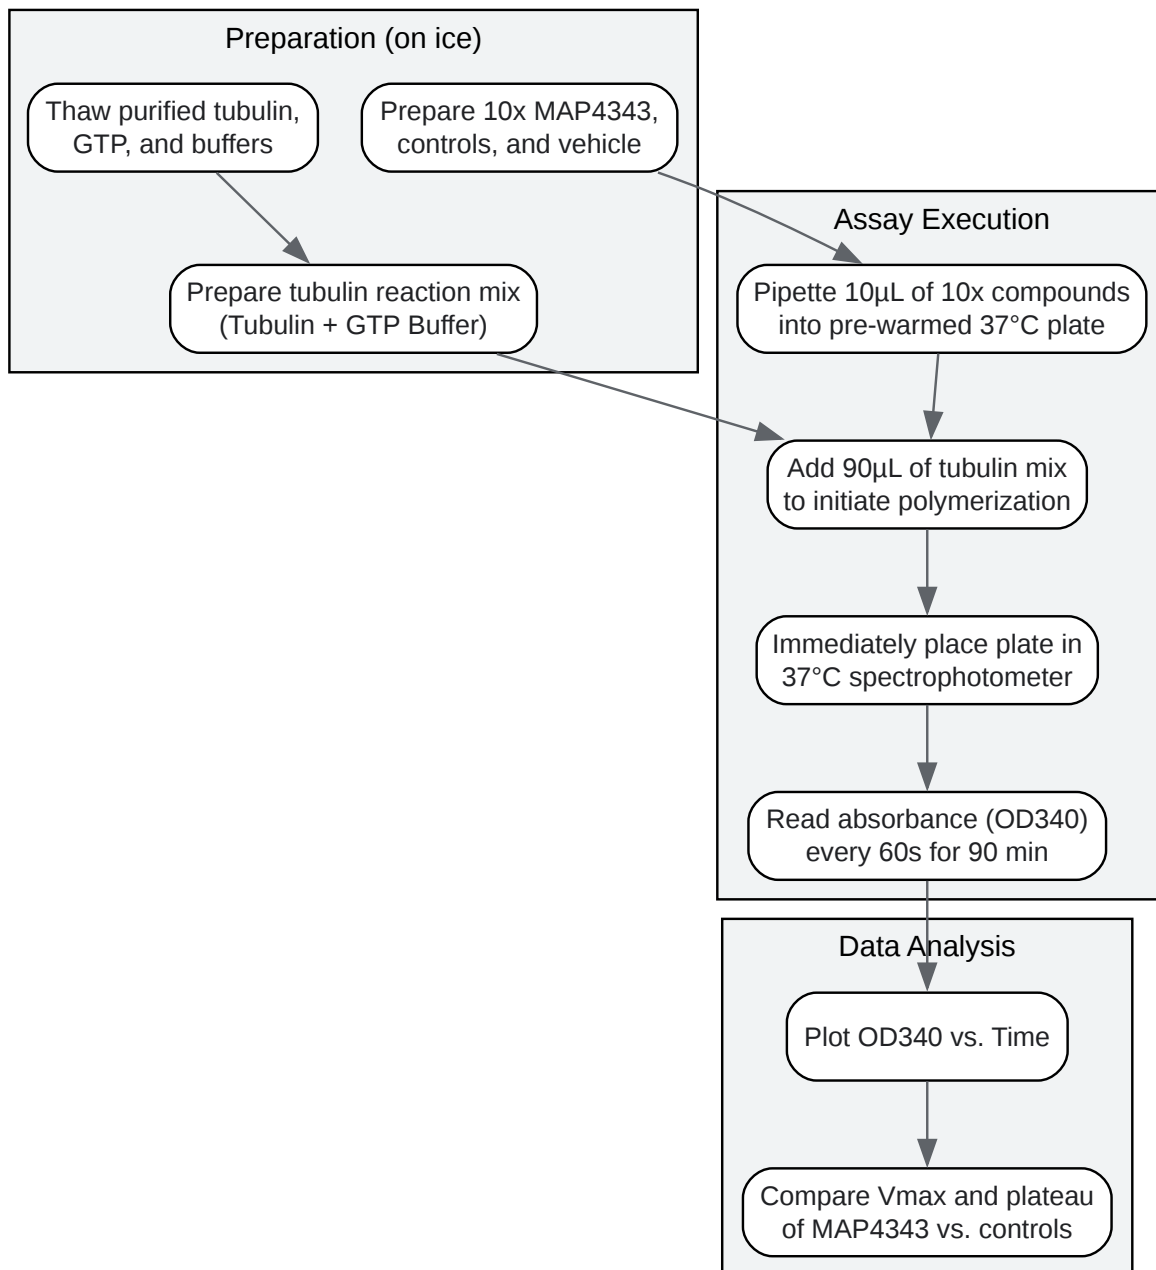 Preparation (on ice)
Thaw purified tubulin,
GTP, and buffers
Prepare 10x MAP4343,
controls, and vehicle
Prepare tubulin reaction mix
(Tubulin + GTP Buffer)
Assay Execution
Pipette 10µL of 10x compounds
into pre-warmed 37°C plate
Add 90µL of tubulin mix
to initiate polymerization
Immediately place plate in
37°C spectrophotometer
Read absorbance (OD340)
every 60s for 90 min
Data Analysis
Plot OD340 vs. Time
Compare Vmax and plateau
of MAP4343 vs. controls